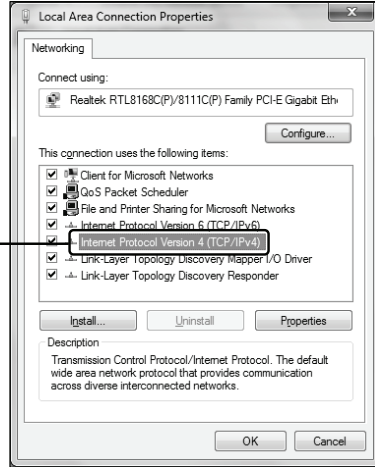 Local Area Connection Properties
Networking
Connect using:
Realtek RTL8168C(P)/8111C(P) Family PCI-E Gigabit Eth
Configure...
This connection uses the following items:
Client for Microsoft Networks
QoS Packet Scheduler
File and Printer Sharing for Microsoft Networks
Internet Protocol Version 6 (TCP/IPv6)
Internet Protocol Version 4 (TCP/IPv4)
Link-Layer Topology Discovery Mapper I/O Driver
Link-Layer Topology Discovery Responder
Install... Uninstall Properties
Description
Transmission Control Protocol/Internet Protocol. The default
wide area network protocol that provides communication
across diverse interconnected networks.
OK Cancel